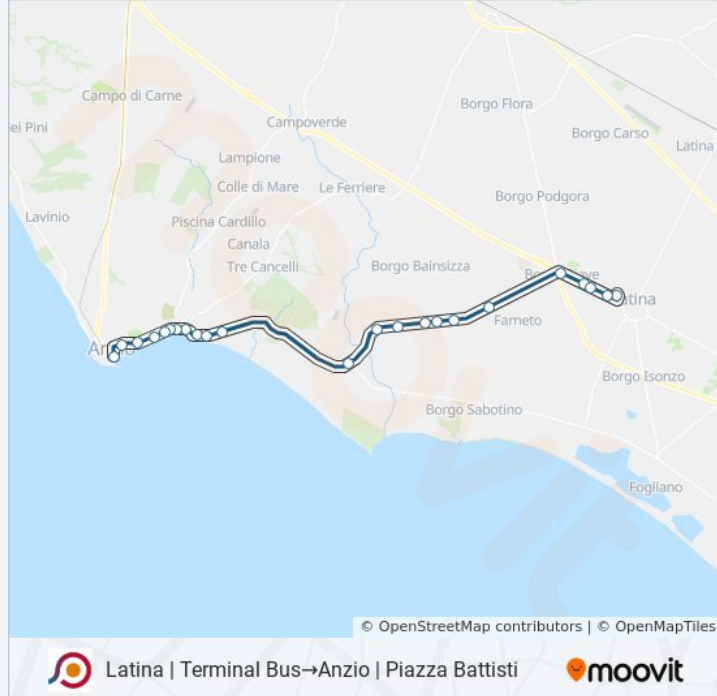 Campo di Carne
Borgo Flora
ei Pini
Campoverde
Borgo Carso
Latina
Lampione
Colle di Mare
Le Ferriere
Borgo Podgora
Lavinio
Piscina Cardillo
Canala
Tre Cancelli
Borgo Bainsizza
Farneto
Borgo Isonzo
Borgo Sabotino
Fogliano
© OpenStreetMap contributors | © OpenMapTiles
Latina | Terminal Bus→Anzio | Piazza Battisti
moovit